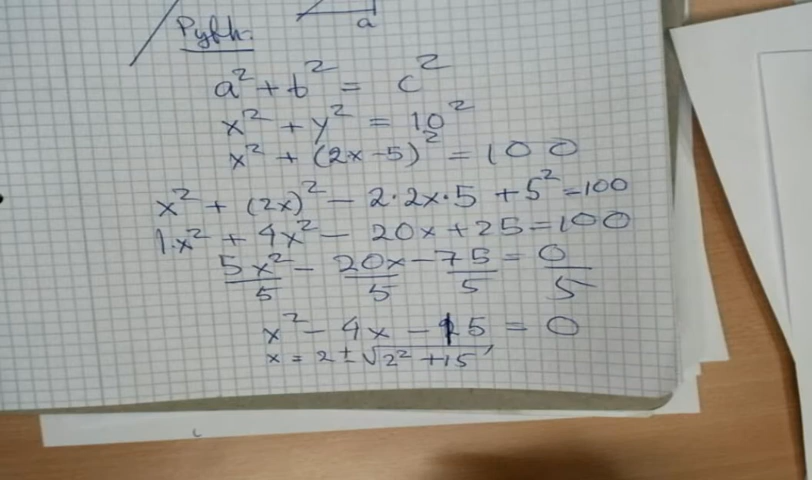 a
Pyth.
a² + b² = c²
x² + y² = 10²
x² + (2x - 5)² = 100
x² + (2x)² - 2·2x·5 + 5² = 100
1·x² + 4x² - 20x + 25 = 100
5x²/5 - 20x/5 - 75/5 = 0/5
x² - 4x - 15 = 0
x = 2 ± √(2² + 15)